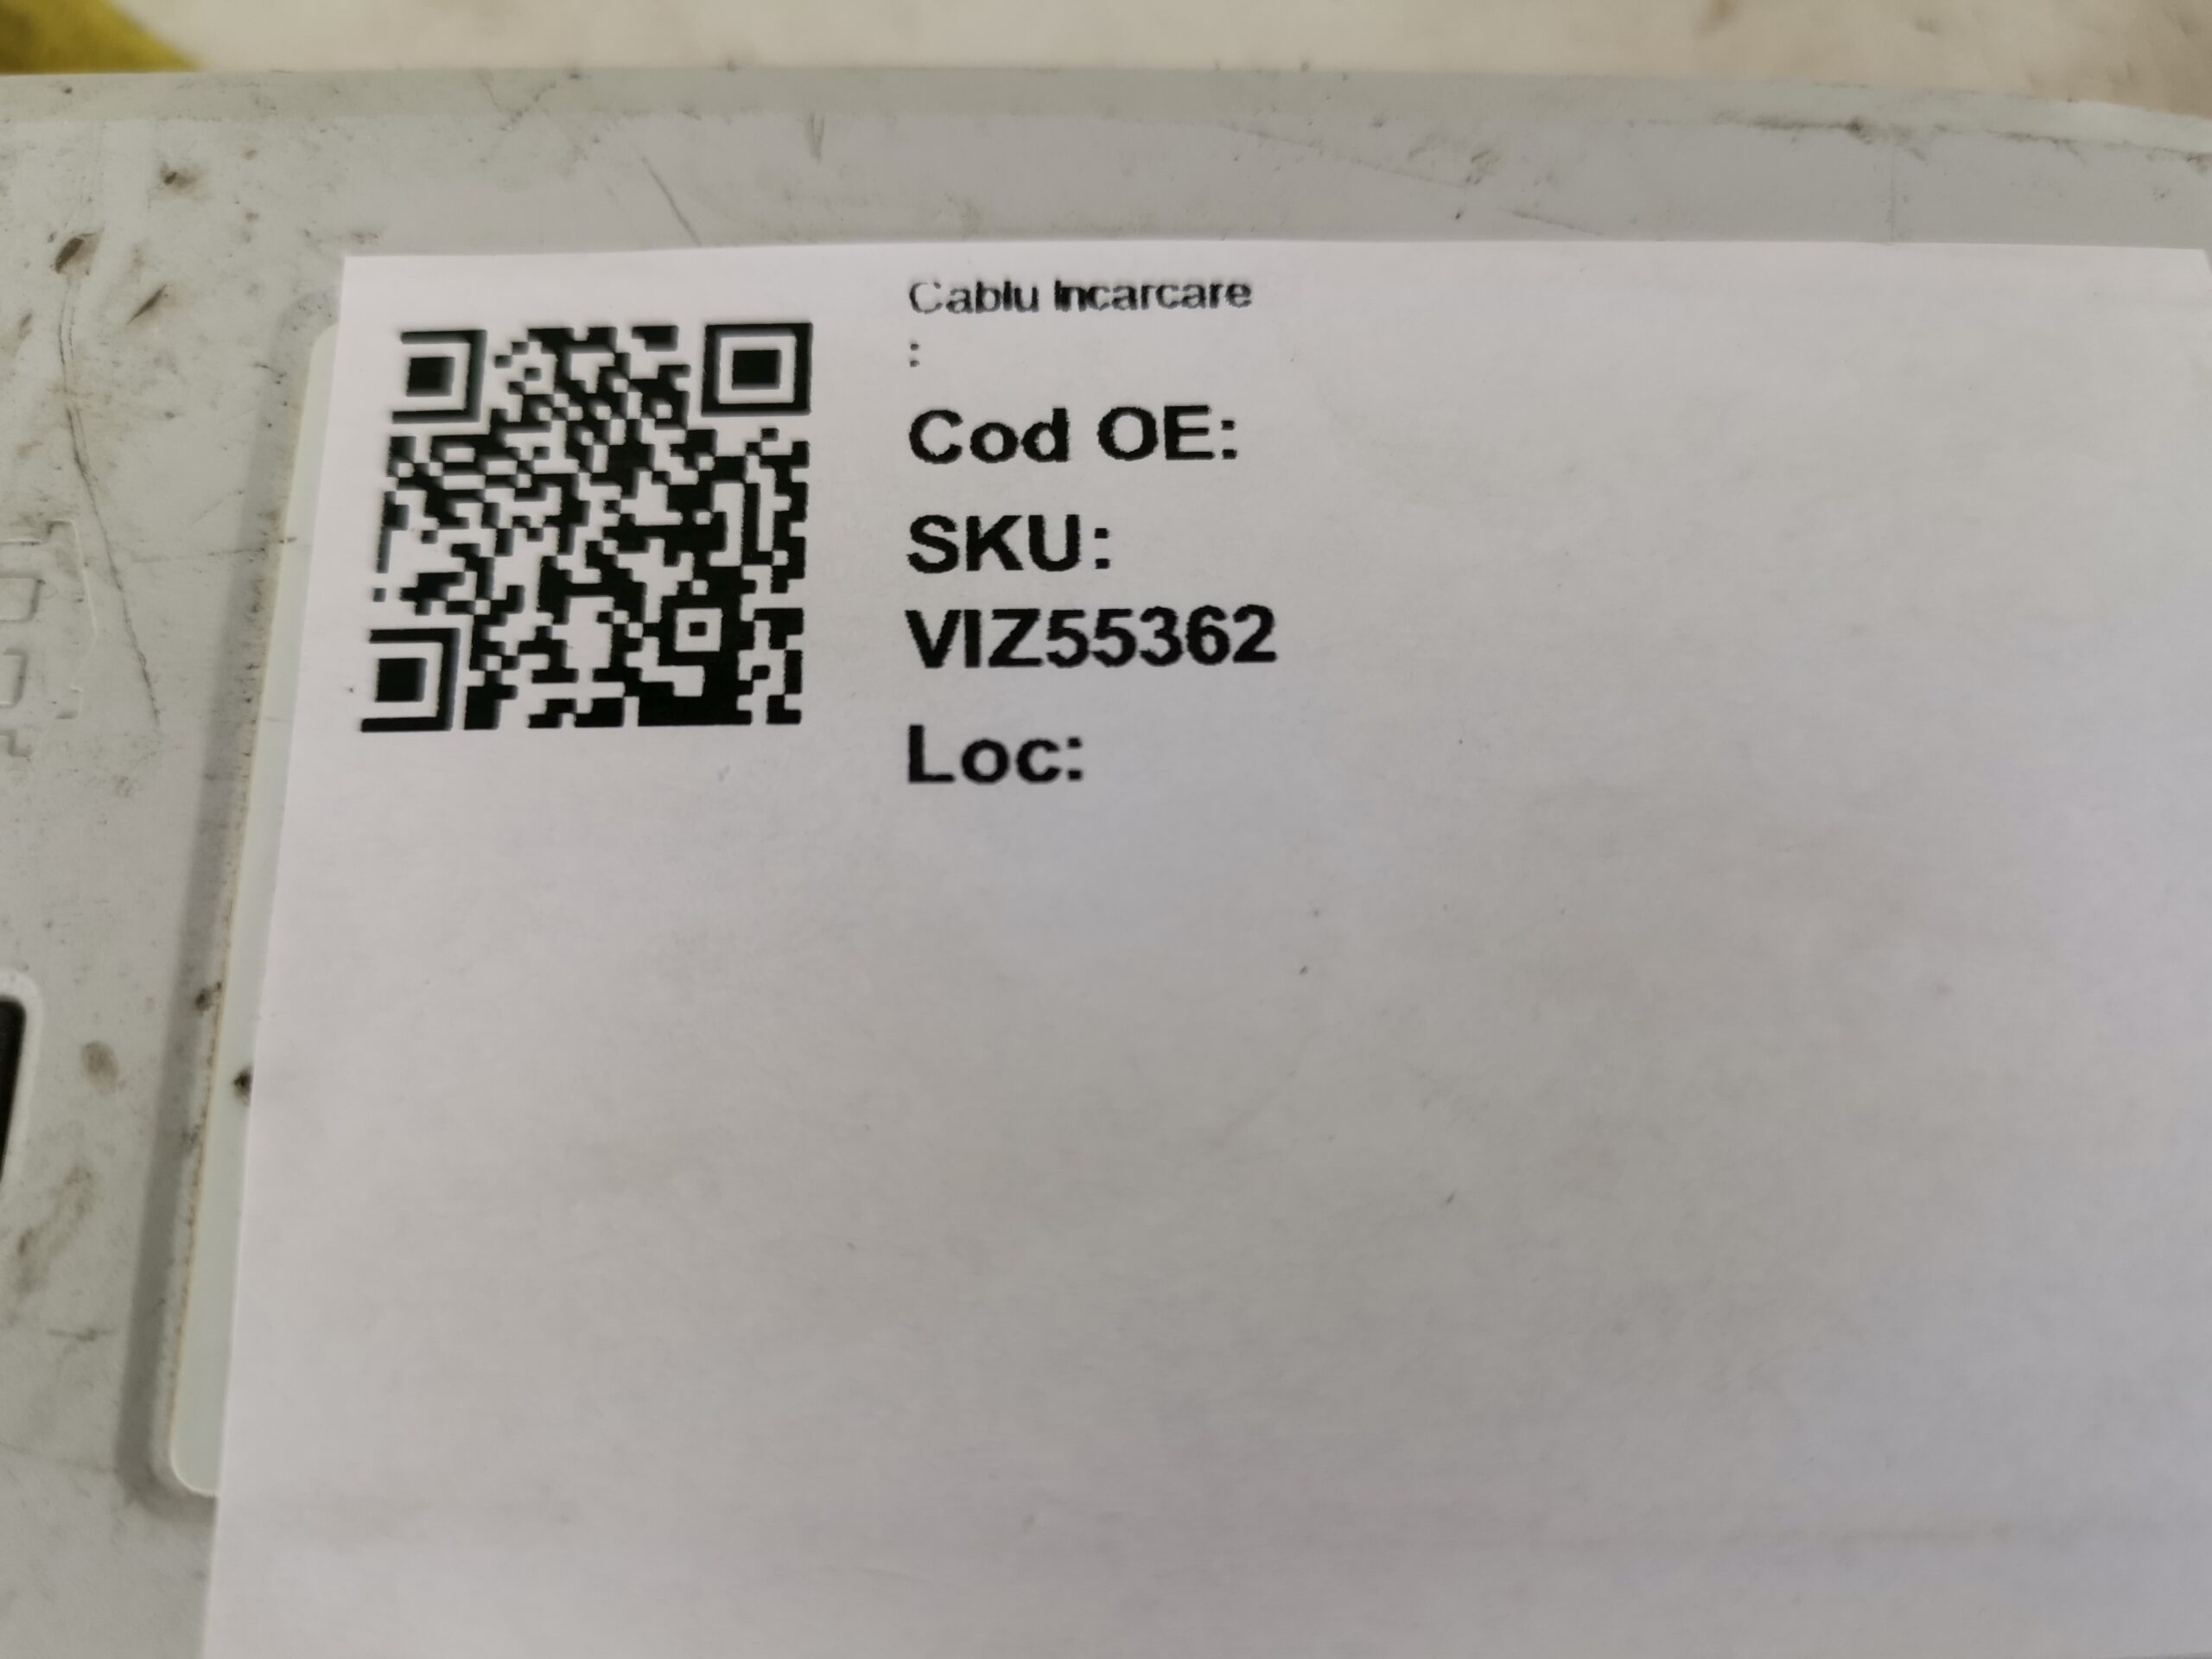 Cablu Incarcare
:
Cod OE:
SKU:
VIZ55362
Loc: